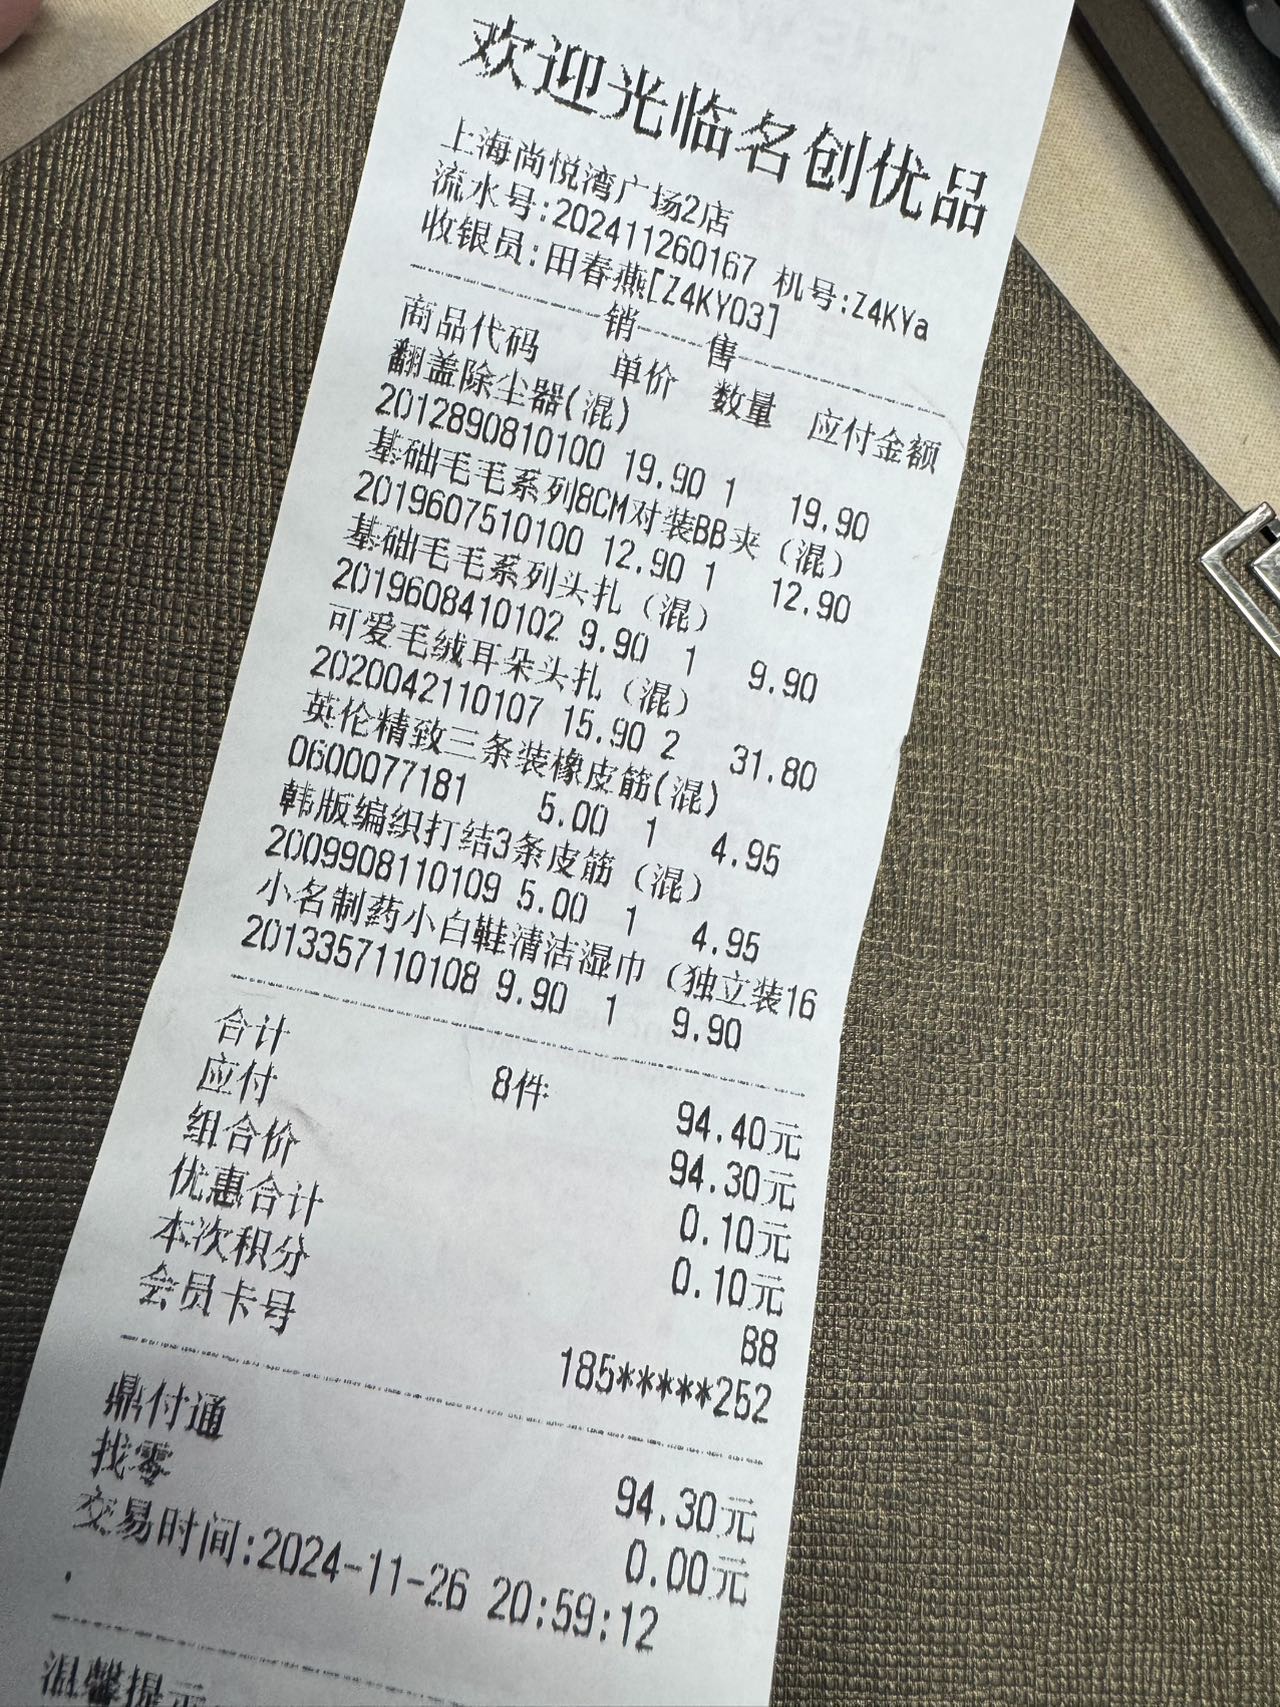 欢迎光临名创优品
上海尚悦湾广场2店
流水号:202411260167 机号:Z4KYa
收银员:田春燕[Z4KY03]
销 售
商品代码 单价 数量 应付金额
翻盖除尘器(混)
2012890810100 19.90 1 19.90
基础毛毛系列8CM对装BB夹（混）
2019607510100 12.90 1 12.90
基础毛毛系列头扎（混）
2019608410102 9.90 1 9.90
可爱毛绒耳朵头扎（混）
2020042110107 15.90 2 31.80
英伦精致三条装橡皮筋(混)
0600077181 5.00 1 4.95
韩版编织打结3条皮筋（混）
2009908110109 5.00 1 4.95
小名制药小白鞋清洁湿巾（独立装16
2013357110108 9.90 1 9.90
合计 8件 94.40元
应付 94.30元
组合价 0.10元
优惠合计 0.10元
本次积分 88
会员卡号 185*****252
鼎付通 94.30元
找零 0.00元
交易时间:2024-11-26 20:59:12
.
温馨提示